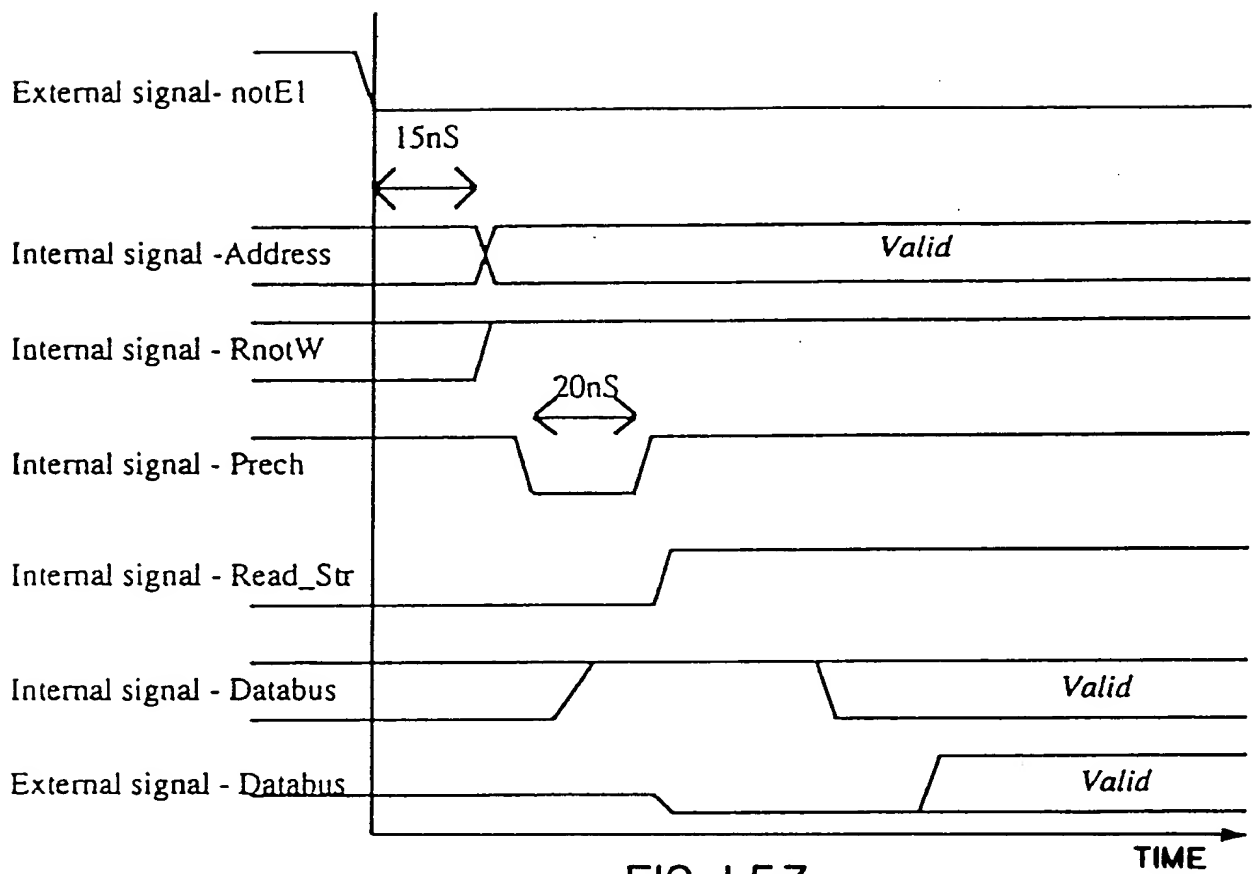 External signal- notE1
15nS
Internal signal -Address
Valid
Internal signal - RnotW
20nS
Internal signal - Prech
Internal signal - Read_Str
Internal signal - Databus
Valid
External signal - Databus
Valid
TIME